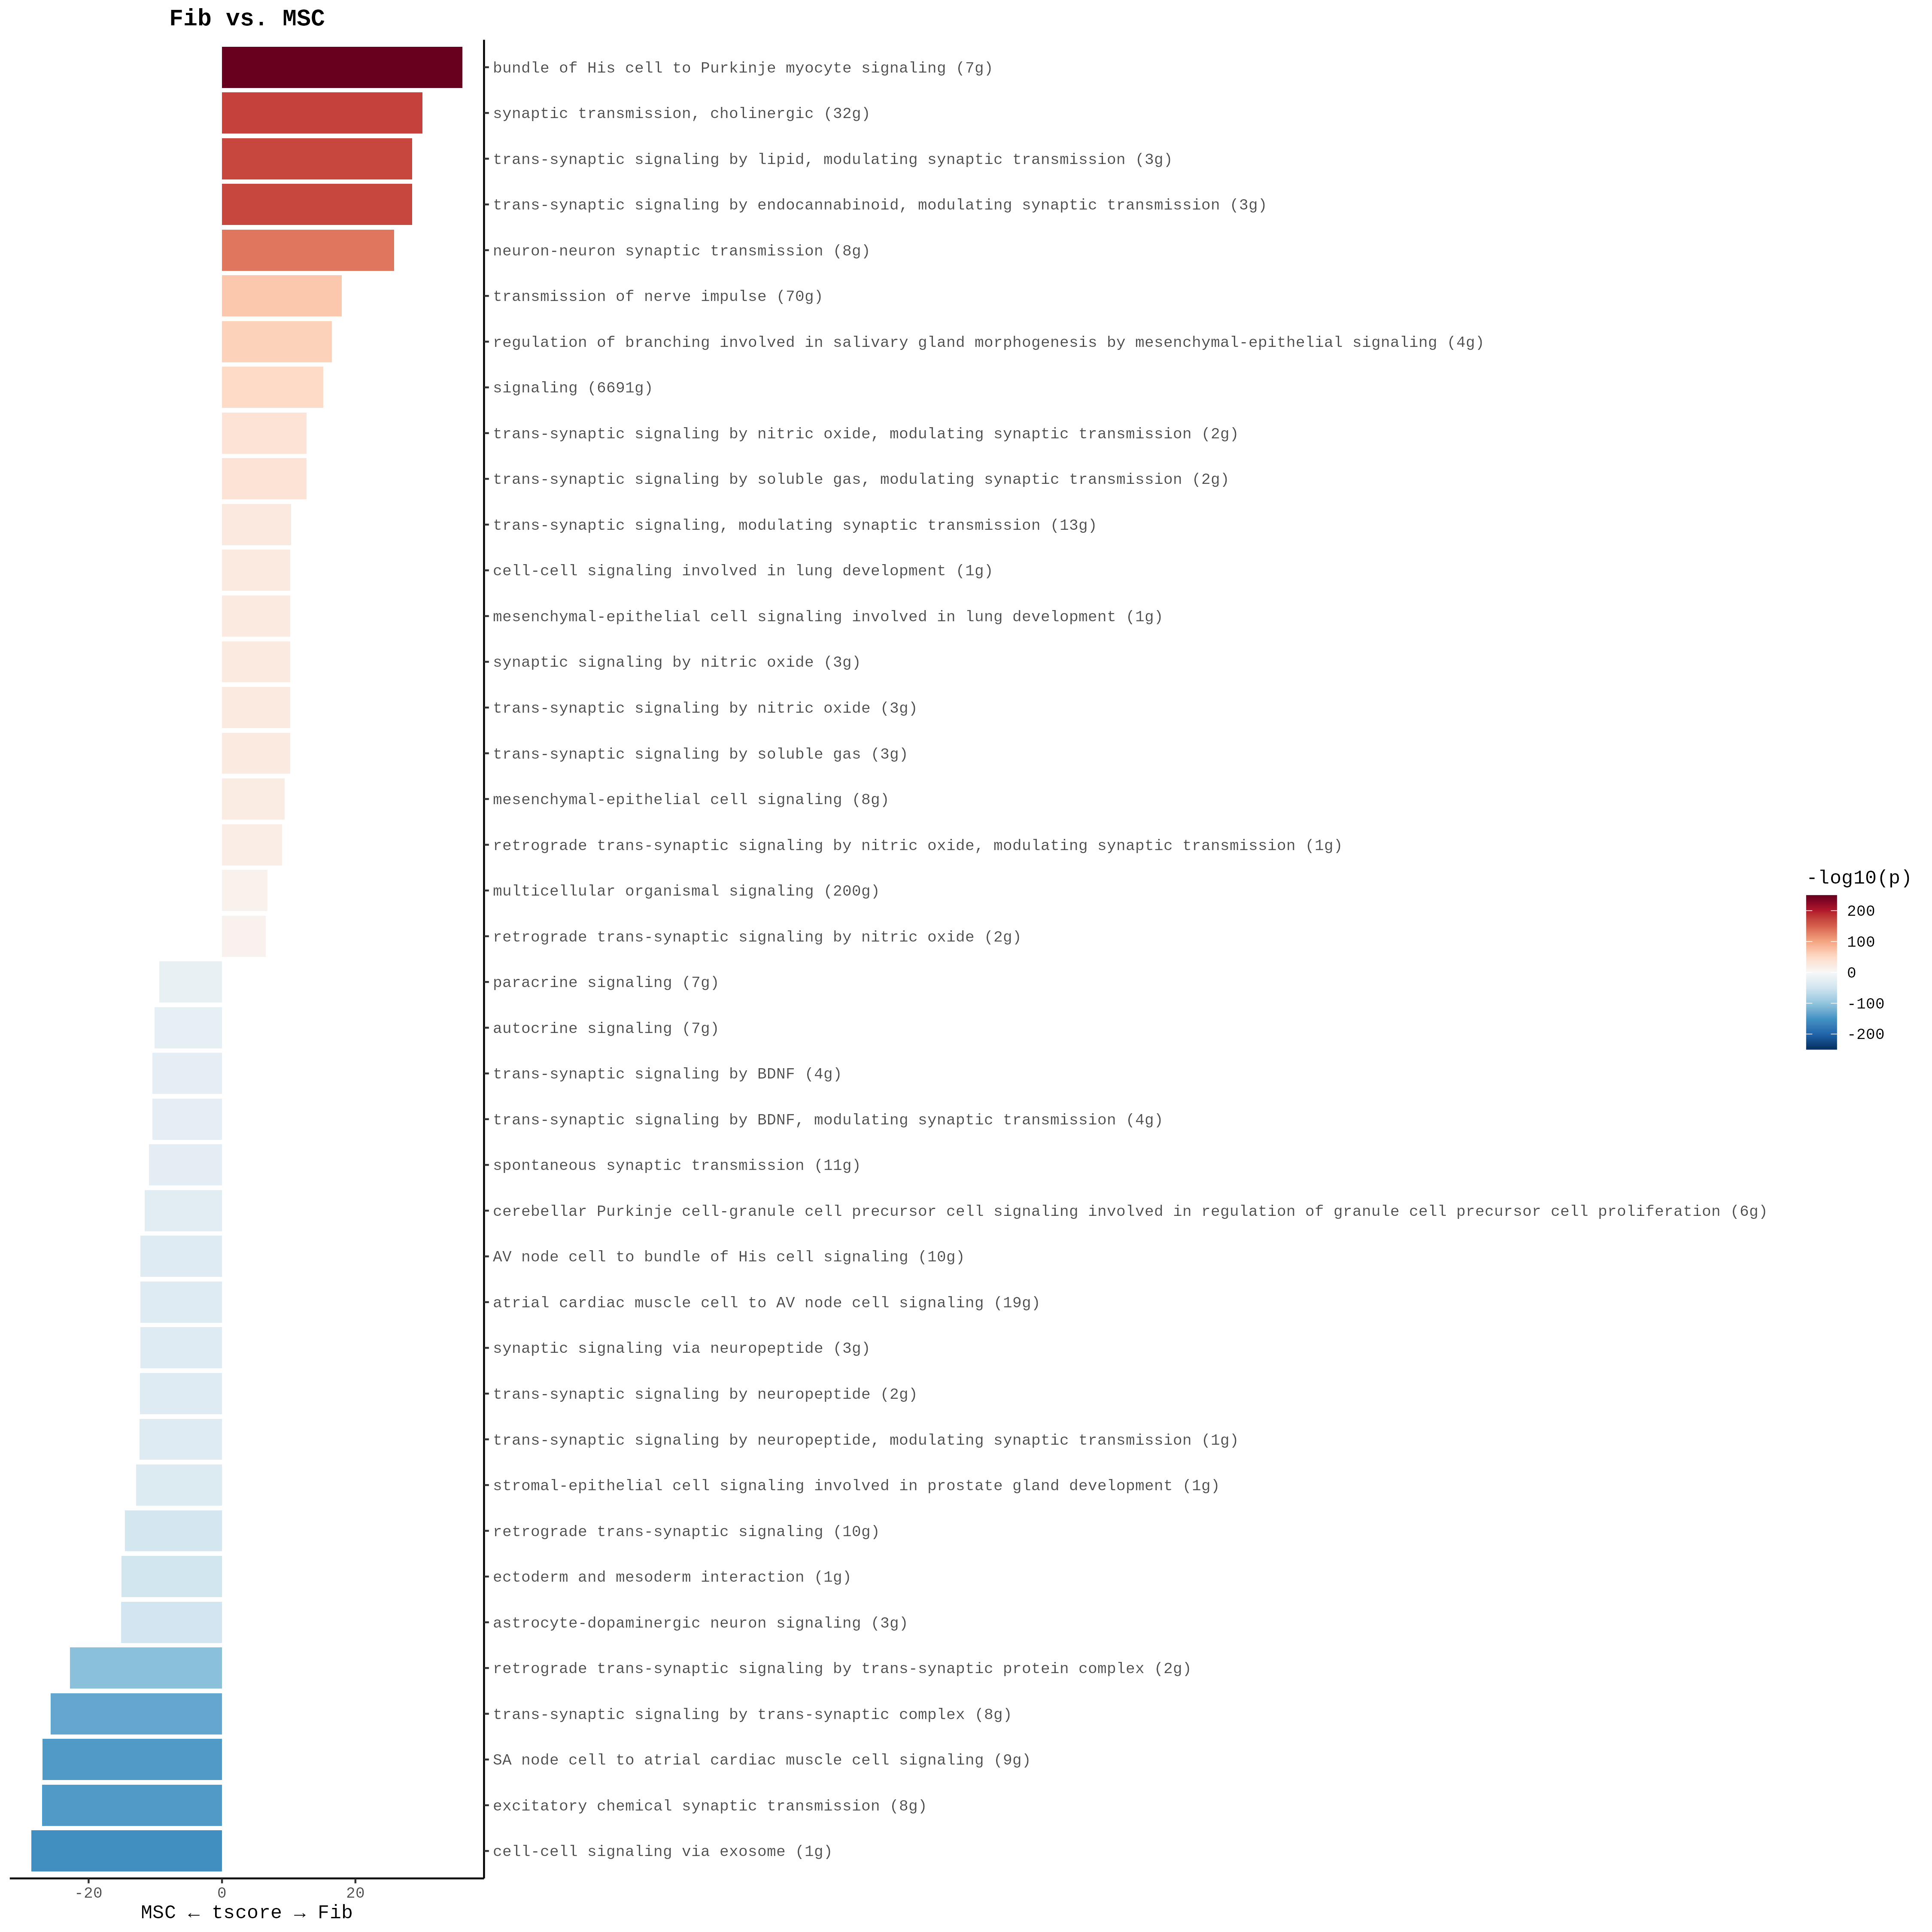 Fib vs. MSC
bundle of His cell to Purkinje myocyte signaling (7g)
synaptic transmission, cholinergic (32g)
trans-synaptic signaling by lipid, modulating synaptic transmission (3g)
trans-synaptic signaling by endocannabinoid, modulating synaptic transmission (3g)
neuron-neuron synaptic transmission (8g)
transmission of nerve impulse (70g)
regulation of branching involved in salivary gland morphogenesis by mesenchymal-epithelial signaling (4g)
signaling (6691g)
trans-synaptic signaling by nitric oxide, modulating synaptic transmission (2g)
trans-synaptic signaling by soluble gas, modulating synaptic transmission (2g)
trans-synaptic signaling, modulating synaptic transmission (13g)
cell-cell signaling involved in lung development (1g)
mesenchymal-epithelial cell signaling involved in lung development (1g)
synaptic signaling by nitric oxide (3g)
trans-synaptic signaling by nitric oxide (3g)
trans-synaptic signaling by soluble gas (3g)
mesenchymal-epithelial cell signaling (8g)
retrograde trans-synaptic signaling by nitric oxide, modulating synaptic transmission (1g)
multicellular organismal signaling (200g)
retrograde trans-synaptic signaling by nitric oxide (2g)
paracrine signaling (7g)
autocrine signaling (7g)
trans-synaptic signaling by BDNF (4g)
trans-synaptic signaling by BDNF, modulating synaptic transmission (4g)
spontaneous synaptic transmission (11g)
cerebellar Purkinje cell-granule cell precursor cell signaling involved in regulation of granule cell precursor cell proliferation (6g)
AV node cell to bundle of His cell signaling (10g)
atrial cardiac muscle cell to AV node cell signaling (19g)
synaptic signaling via neuropeptide (3g)
trans-synaptic signaling by neuropeptide (2g)
trans-synaptic signaling by neuropeptide, modulating synaptic transmission (1g)
stromal-epithelial cell signaling involved in prostate gland development (1g)
retrograde trans-synaptic signaling (10g)
ectoderm and mesoderm interaction (1g)
astrocyte-dopaminergic neuron signaling (3g)
retrograde trans-synaptic signaling by trans-synaptic protein complex (2g)
trans-synaptic signaling by trans-synaptic complex (8g)
SA node cell to atrial cardiac muscle cell signaling (9g)
excitatory chemical synaptic transmission (8g)
cell-cell signaling via exosome (1g)
-20 0 20
MSC ← tscore → Fib
-log10(p)
200
100
0
-100
-200